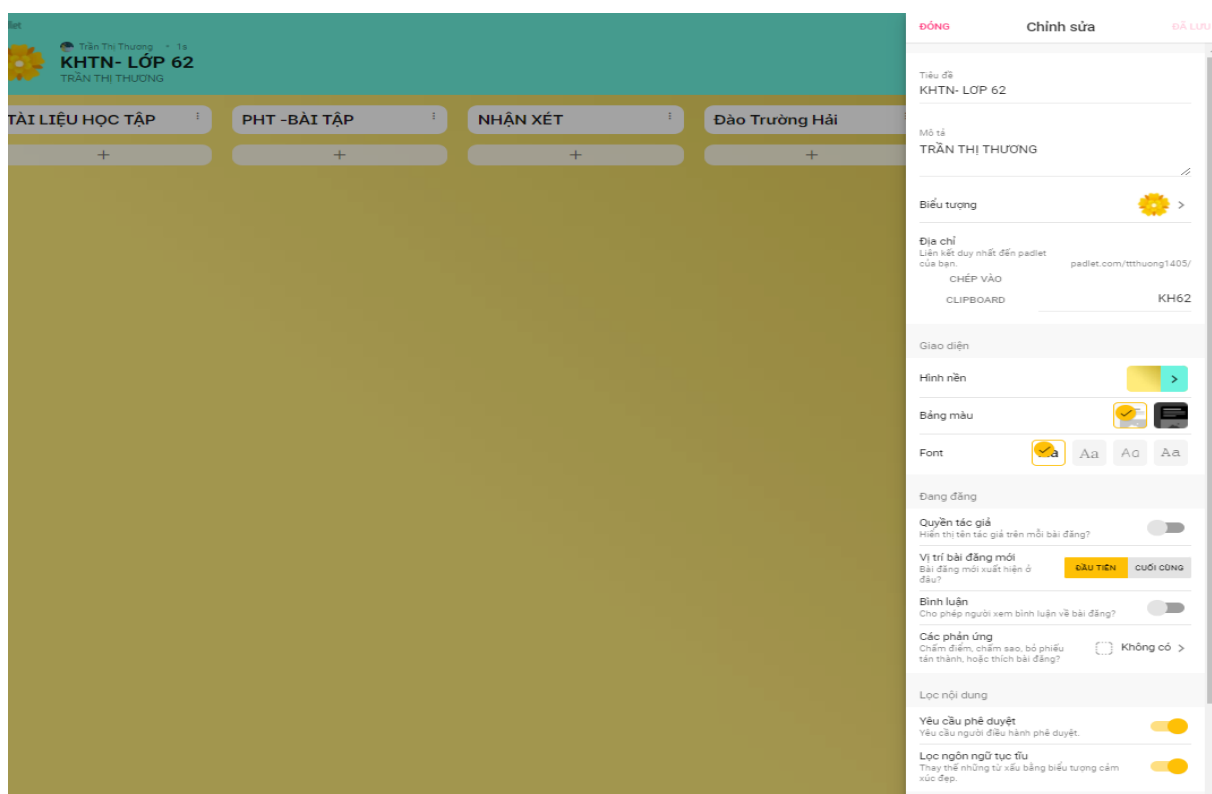 Trần Thị Thương • 1s
KHTN- LỚP 62
TRẦN THỊ THƯƠNG
TÀI LIỆU HỌC TẬP
PHT -BÀI TẬP
NHẬN XÉT
Đào Trường Hải
+
+
+
+
ĐÓNG
Chỉnh sửa
ĐÃ LƯU
Tiêu đề
KHTN- LỚP 62
Mô tả
TRẦN THỊ THƯƠNG
Biểu tượng
Địa chỉ
Liên kết duy nhất đến padlet
của bạn.
padlet.com/ttthuong1405/
CHÉP VÀO
CLIPBOARD
KH62
Giao diện
Hình nền
Bảng màu
Font
Aa
Aa
Aa
Đang đăng
Quyền tác giả
Hiển thị tên tác giả trên mỗi bài đăng?
Vị trí bài đăng mới
Bài đăng mới xuất hiện ở
đâu?
ĐẦU TIÊN
CUỐI CÙNG
Bình luận
Cho phép người xem bình luận về bài đăng?
Các phản ứng
Chấm điểm, chấm sao, bỏ phiếu
tán thành, hoặc thích bài đăng?
Không có
Lọc nội dung
Yêu cầu phê duyệt
Yêu cầu người điều hành phê duyệt.
Lọc ngôn ngữ tục tĩu
Thay thế những từ xấu bằng biểu tượng cảm
xúc đẹp.